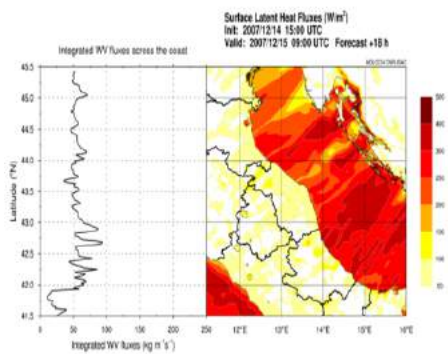 Surface Latent Heat Fluxes (W/m²)
Init: 2007/12/14 15:00 UTC
Valid: 2007/12/15 09:00 UTC Forecast +18 h
Integrated WV fluxes across the coast
45.5
45.0
44.5
44.0
43.5
43.0
42.5
42.0
41.5
Latitude (°N)
0 50 100 150 200 250
12°E 13°E 14°E 15°E 16°E
Integrated WV fluxes (kg m⁻¹s⁻¹)
500
400
300
200
100
50